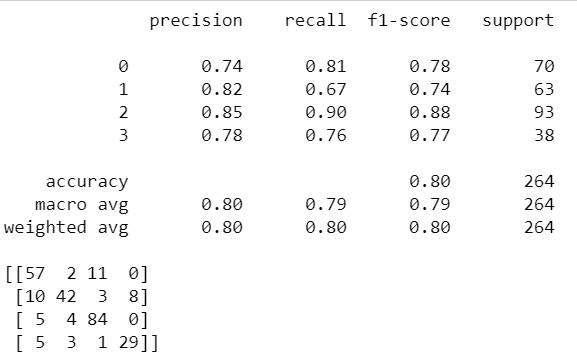 precision recall f1-score support
0 0.74 0.81 0.78 70
1 0.82 0.67 0.74 63
2 0.85 0.90 0.88 93
3 0.78 0.76 0.77 38
accuracy 0.80 264
macro avg 0.80 0.79 0.79 264
weighted avg 0.80 0.80 0.80 264
[[57 2 11 0]
[10 42 3 8]
[ 5 4 84 0]
[ 5 3 1 29]]